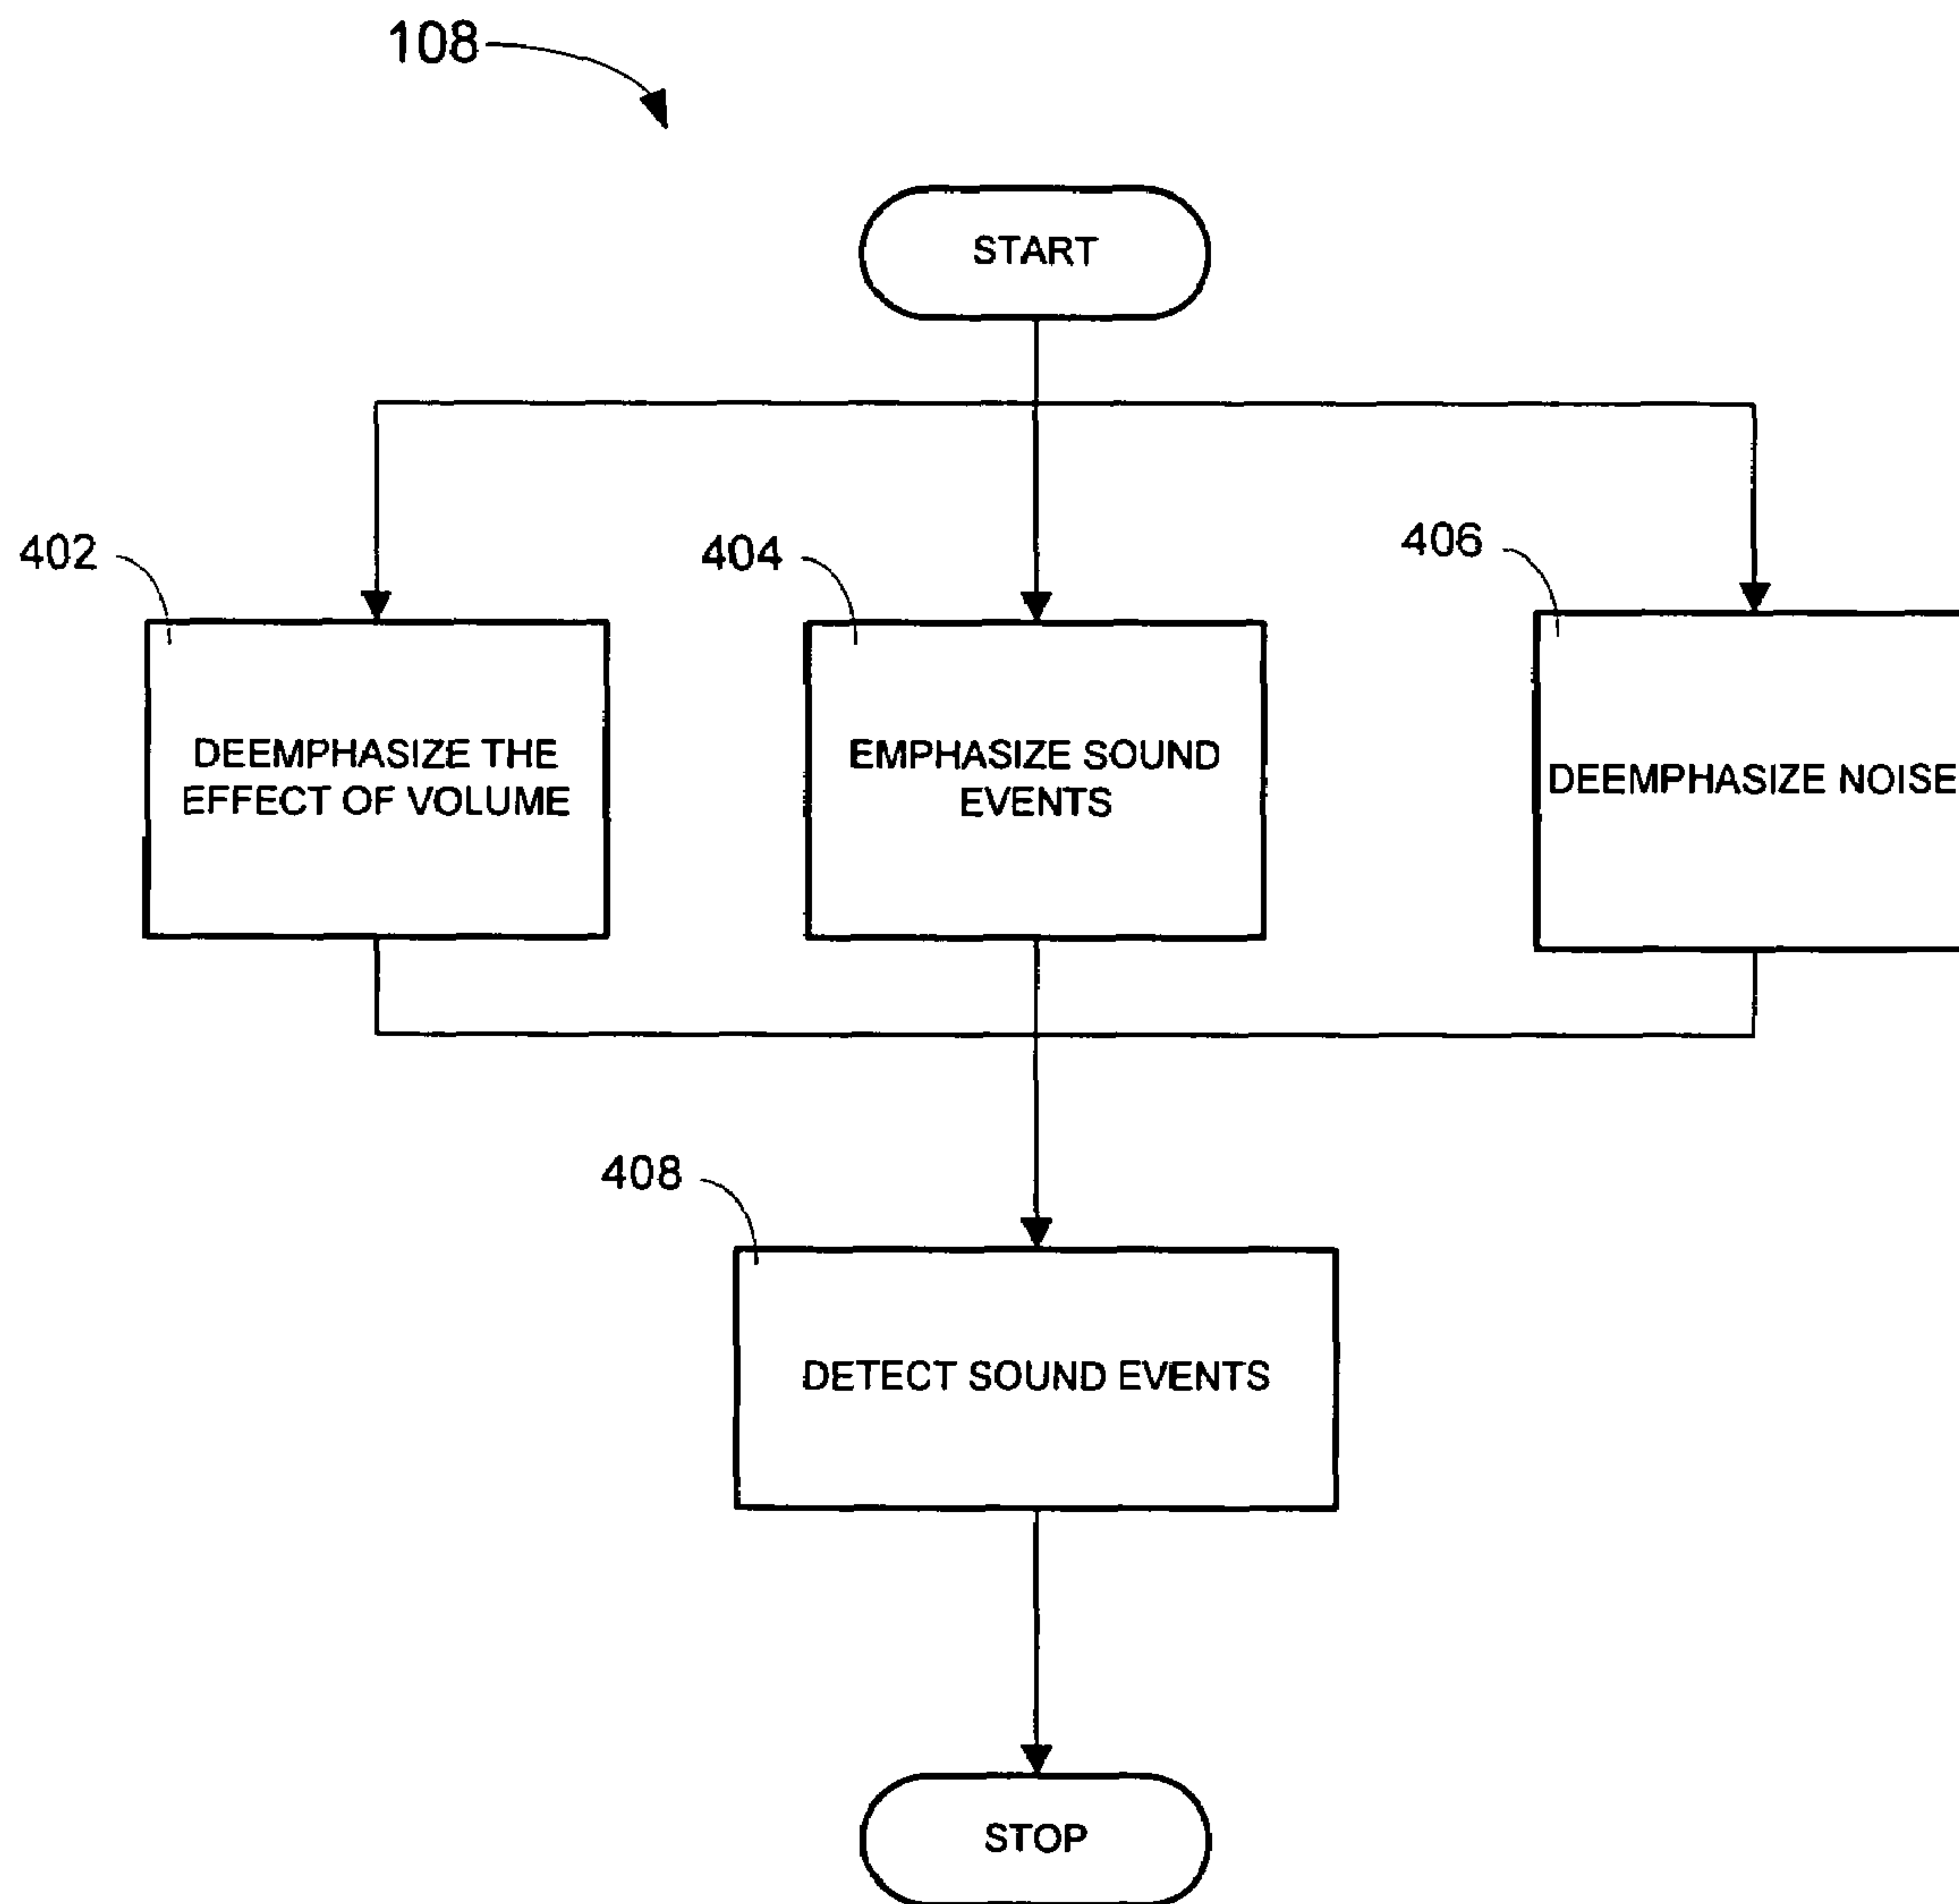 108
START
402
404
406
DEEMPHASIZE THE
EFFECT OF VOLUME
EMPHASIZE SOUND
EVENTS
DEEMPHASIZE NOISE
408
DETECT SOUND EVENTS
STOP